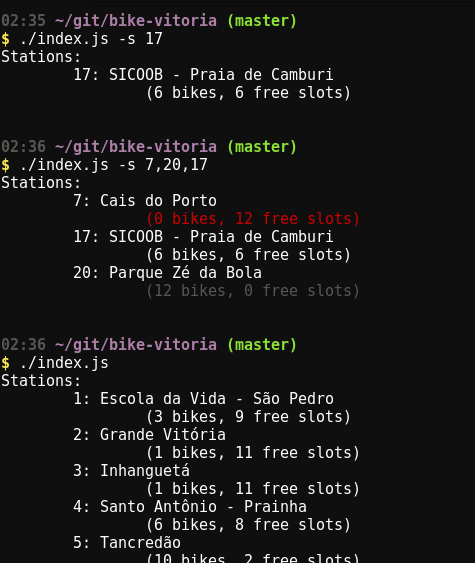 02:35 ~/git/bike-vitoria (master)
$ ./index.js -s 17
Stations:
17: SICOOB - Praia de Camburi
(6 bikes, 6 free slots)
02:36 ~/git/bike-vitoria (master)
$ ./index.js -s 7,20,17
Stations:
7: Cais do Porto
(0 bikes, 12 free slots)
17: SICOOB - Praia de Camburi
(6 bikes, 6 free slots)
20: Parque Zé da Bola
(12 bikes, 0 free slots)
02:36 ~/git/bike-vitoria (master)
$ ./index.js
Stations:
1: Escola da Vida - São Pedro
(3 bikes, 9 free slots)
2: Grande Vitória
(1 bikes, 11 free slots)
3: Inhanguetá
(1 bikes, 11 free slots)
4: Santo Antônio - Prainha
(6 bikes, 8 free slots)
5: Tancredão
(10 bikes, 2 free slots)